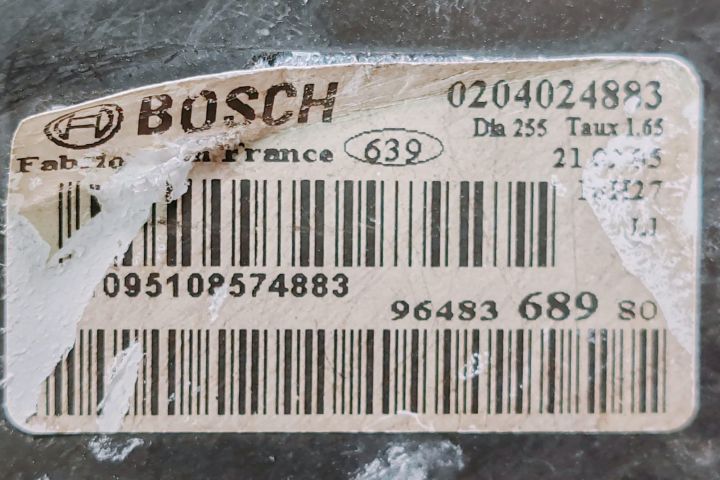 BOSCH
0204024883
Dia 255 Taux 1.65
France 639
095108574883
96483 689 80